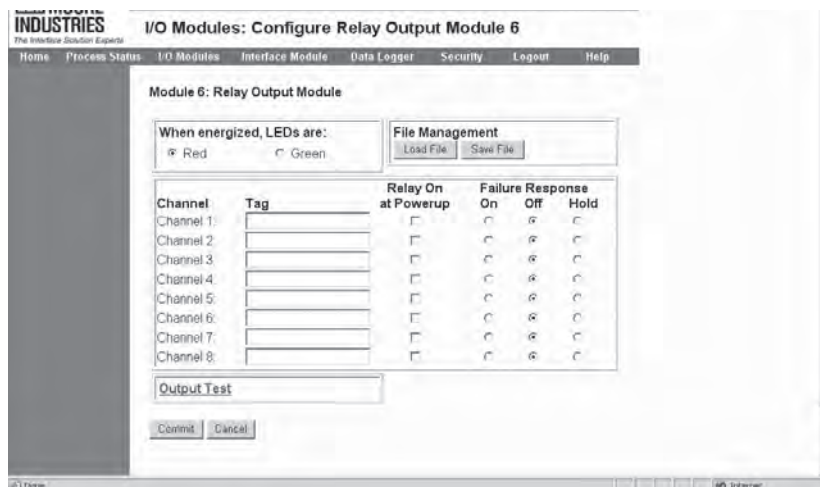 INDUSTRIES
The Interface Solution Experts
I/O Modules: Configure Relay Output Module 6
Home Process Status I/O Modules Interface Module Data Logger Security Logout Help
Module 6: Relay Output Module
When energized, LEDs are:
Red Green
File Management
Load File Save File
Relay On Failure Response
Channel Tag at Powerup On Off Hold
Channel 1:
Channel 2:
Channel 3:
Channel 4:
Channel 5:
Channel 6:
Channel 7:
Channel 8:
Output Test
Commit Cancel
Done Internet